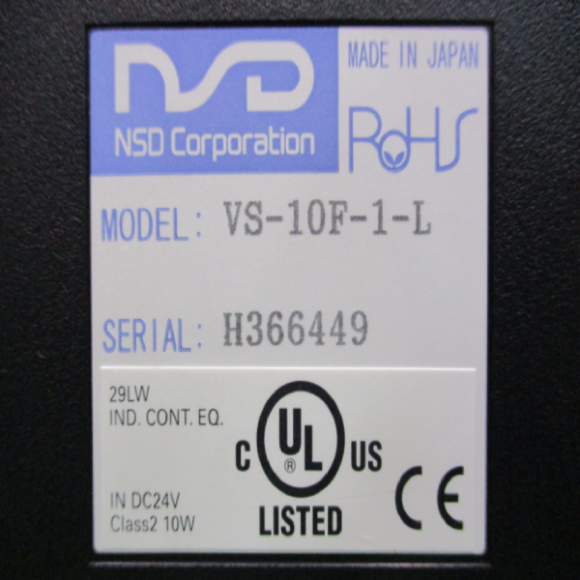 NSD
NSD Corporation
MADE IN JAPAN
RoHS
MODEL: VS-10F-1-L
SERIAL: H366449
29LW
IND. CONT. EQ.
C UL® US
LISTED
CE
IN DC24V
Class2 10W